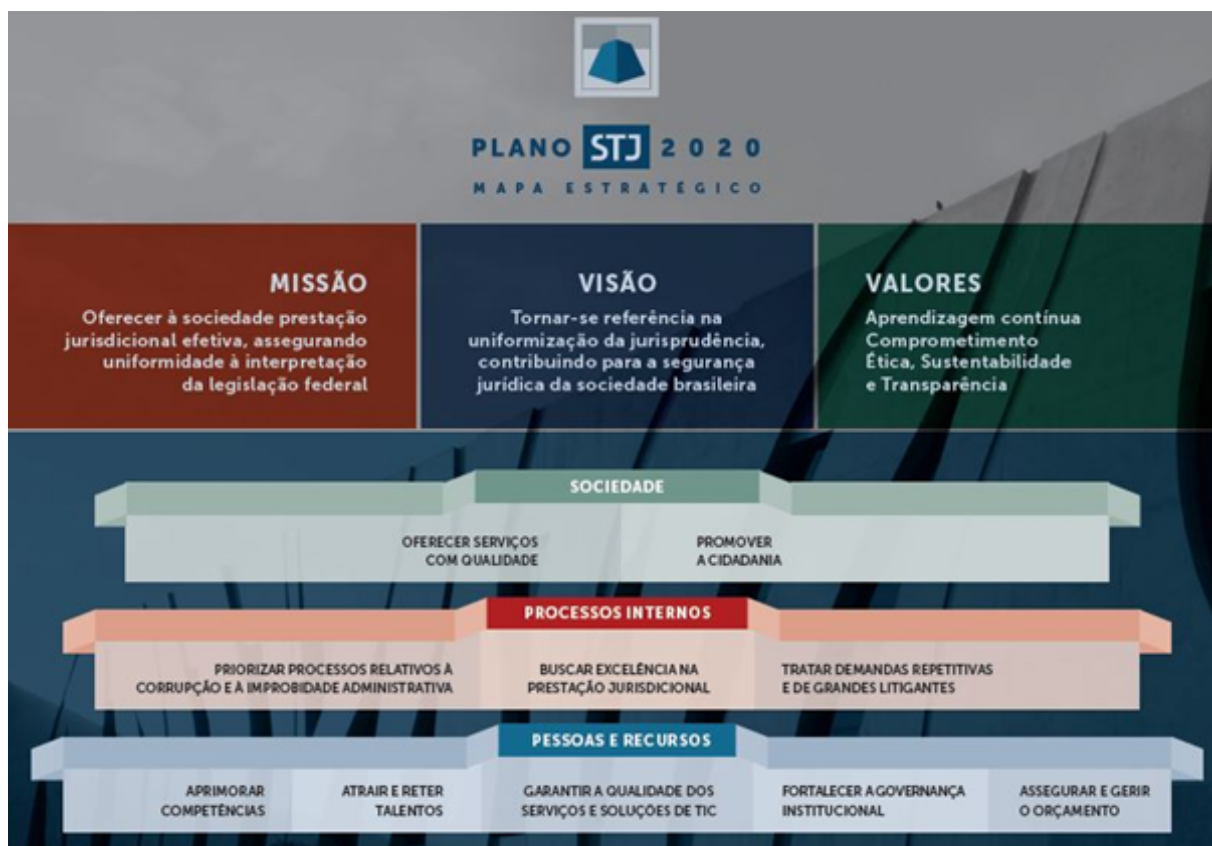 PLANO STJ 2020
MAPA ESTRATÉGICO
MISSÃO
Oferecer à sociedade prestação
jurisdicional efetiva, assegurando
uniformidade à interpretação
da legislação federal
VISÃO
Tornar-se referência na
uniformização da jurisprudência,
contribuindo para a segurança
jurídica da sociedade brasileira
VALORES
Aprendizagem contínua
Comprometimento
Ética, Sustentabilidade
e Transparência
SOCIEDADE
OFERECER SERVIÇOS
COM QUALIDADE
PROMOVER
A CIDADANIA
PROCESSOS INTERNOS
PRIORIZAR PROCESSOS RELATIVOS À
CORRUPÇÃO E À IMPROBIDADE ADMINISTRATIVA
BUSCAR EXCELÊNCIA NA
PRESTAÇÃO JURISDICIONAL
TRATAR DEMANDAS REPETITIVAS
E DE GRANDES LITIGANTES
PESSOAS E RECURSOS
APRIMORAR
COMPETÊNCIAS
ATRAIR E RETER
TALENTOS
GARANTIR A QUALIDADE DOS
SERVIÇOS E SOLUÇÕES DE TIC
FORTALECER A GOVERNANÇA
INSTITUCIONAL
ASSEGURAR E GERIR
O ORÇAMENTO